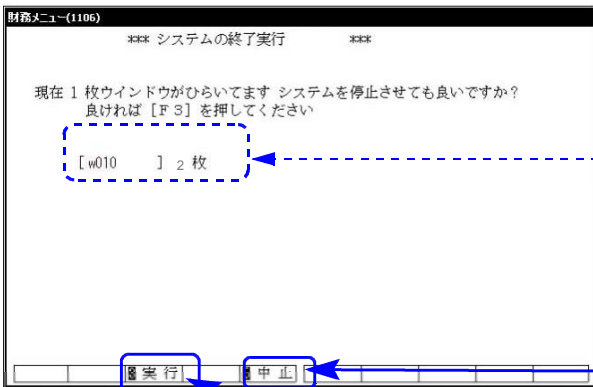 財務メニュー(1106)
*** システムの終了実行 ***
現在 1 枚ウインドウがひらいてます システムを停止させても良いですか？
良ければ [F3] を押してください
[w010 ] 2 枚
実行 中止